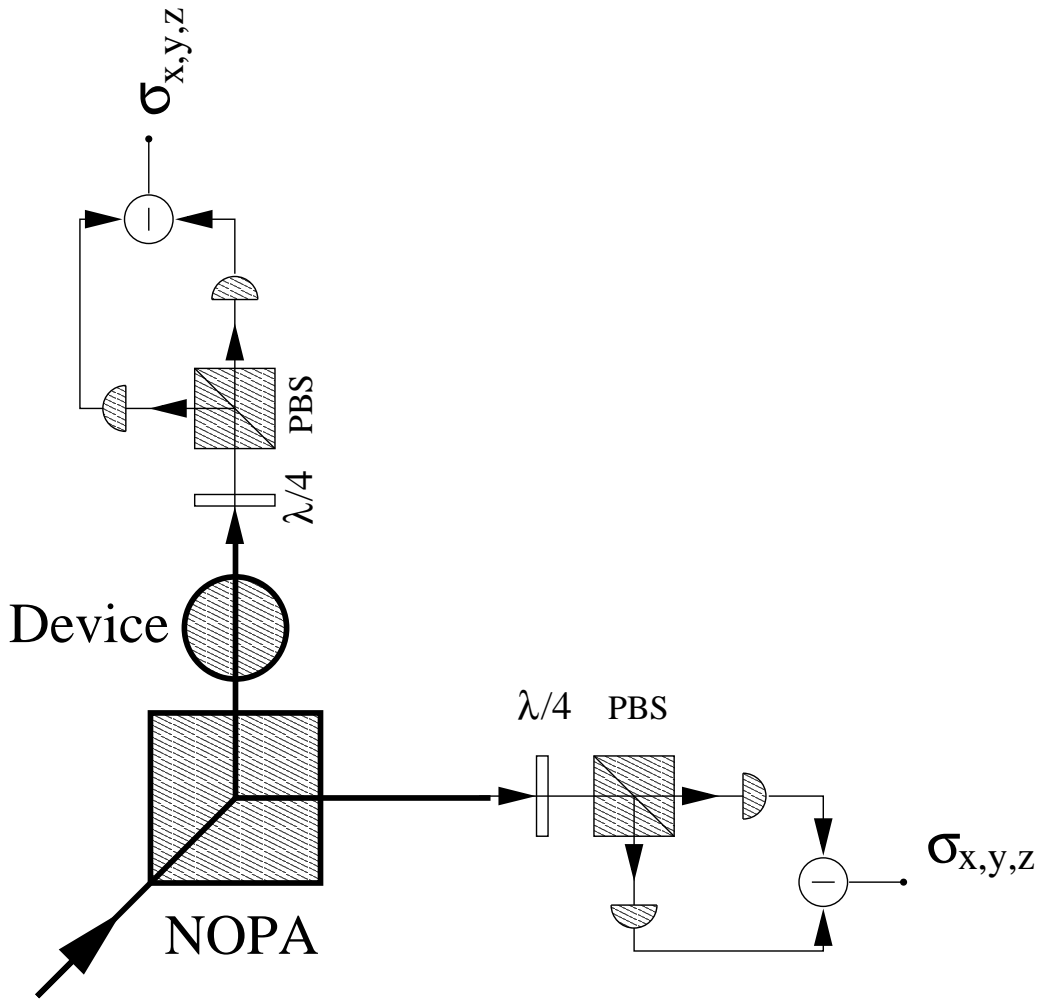 σx,y,z
PBS
λ/4
Device
λ/4 PBS
σx,y,z
NOPA